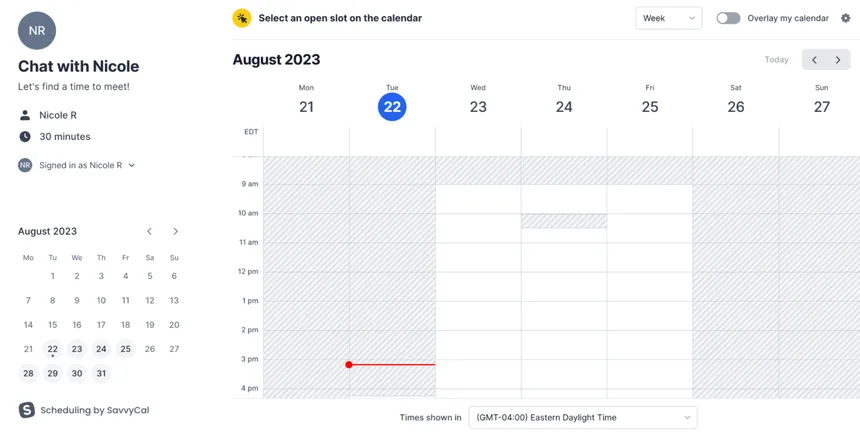 NR
Chat with Nicole
Let's find a time to meet!
Nicole R
30 minutes
NR Signed in as Nicole R
August 2023
Mo Tu We Th Fr Sa Su
1 2 3 4 5 6
7 8 9 10 11 12 13
14 15 16 17 18 19 20
21 22 23 24 25 26 27
28 29 30 31
S Scheduling by SavvyCal
Select an open slot on the calendar
Week
Overlay my calendar
August 2023
Today
Mon Tue Wed Thu Fri Sat Sun
21 22 23 24 25 26 27
EDT
9 am
10 am
11 am
12 pm
1 pm
2 pm
3 pm
4 pm
Times shown in (GMT-04:00) Eastern Daylight Time